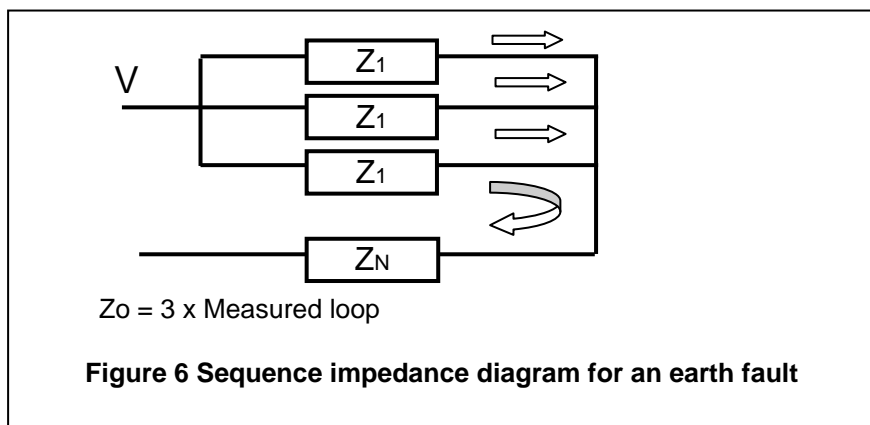 Z1
V
Z1
Z1
ZN
Zo = 3 x Measured loop
Figure 6 Sequence impedance diagram for an earth fault